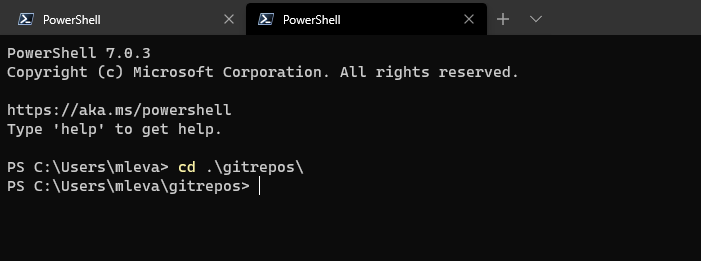 PowerShell
PowerShell
PowerShell 7.0.3
Copyright (c) Microsoft Corporation. All rights reserved.
https://aka.ms/powershell
Type 'help' to get help.
PS C:\Users\mleva> cd .\gitrepos\
PS C:\Users\mleva\gitrepos>